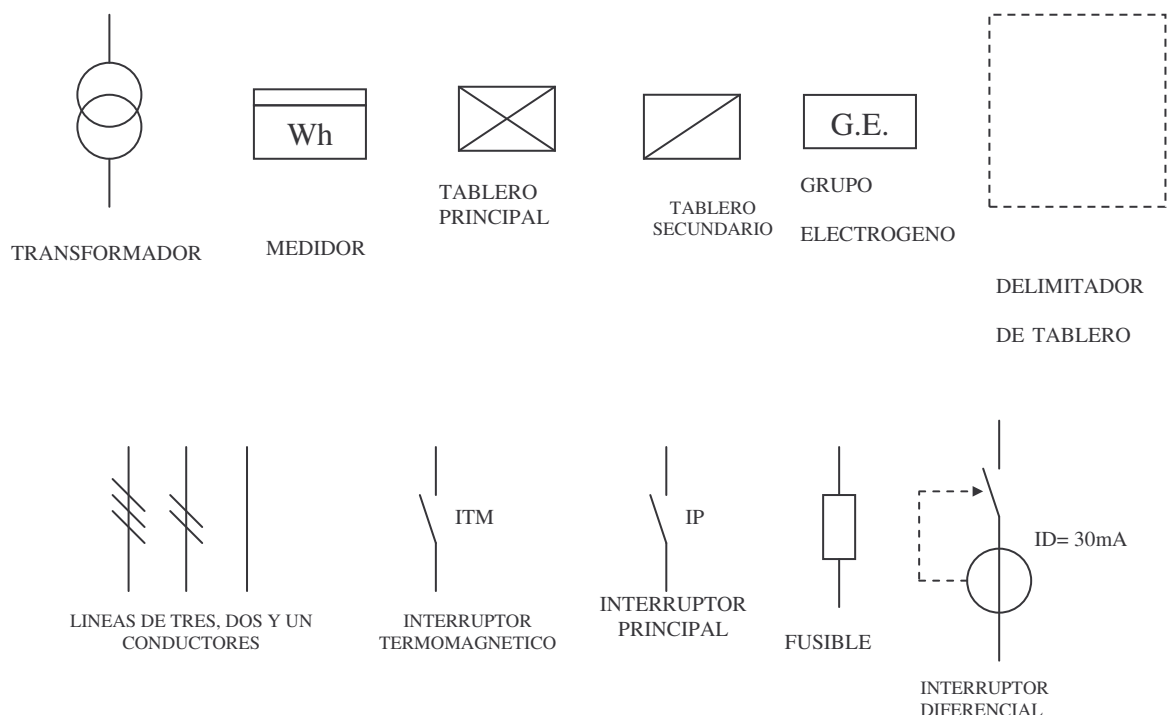 Wh
G.E.
TABLERO
PRINCIPAL
TABLERO
SECUNDARIO
GRUPO
ELECTROGENO
TRANSFORMADOR
MEDIDOR
DELIMITADOR
DE TABLERO
ITM
IP
ID= 30mA
LINEAS DE TRES, DOS Y UN
CONDUCTORES
INTERRUPTOR
TERMOMAGNETICO
INTERRUPTOR
PRINCIPAL
FUSIBLE
INTERRUPTOR
DIFERENCIAL